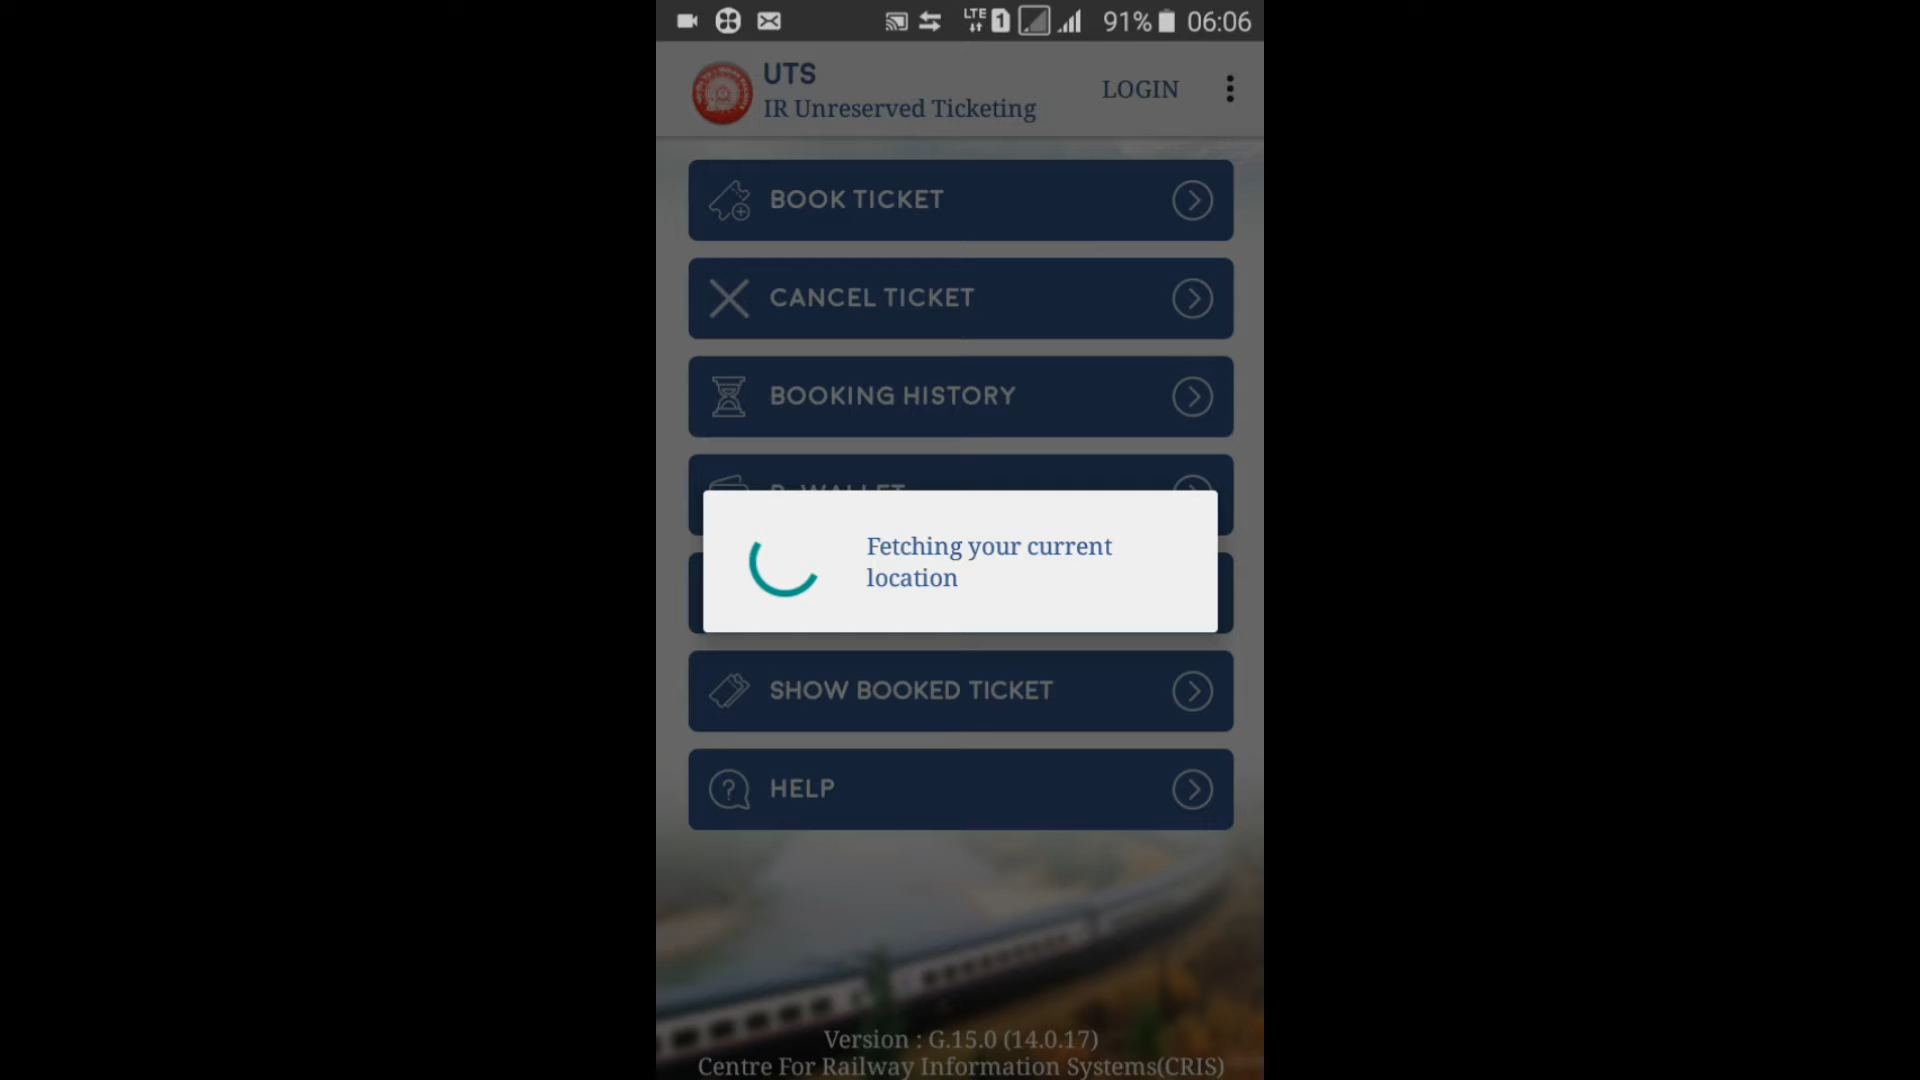 LTE 1 91% 06:06
UTS
IR Unreserved Ticketing
LOGIN
BOOK TICKET
CANCEL TICKET
BOOKING HISTORY
R-WALLET
Fetching your current
location
SHOW BOOKED TICKET
? HELP
Version : G.15.0 (14.0.17)
Centre For Railway Information Systems(CRIS)